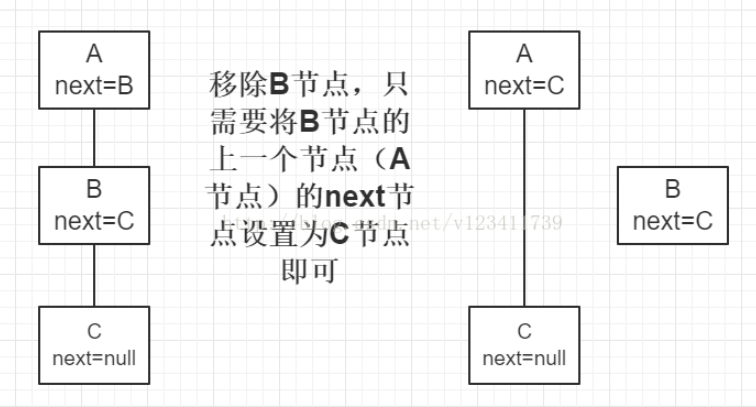 A
next=B
B
next=C
C
next=null
移除B节点，只
需要将B节点的
上一个节点（A
节点）的next节
点设置为C节点
即可
http://blog.csdn.net/v123411739
A
next=C
B
next=C
C
next=null